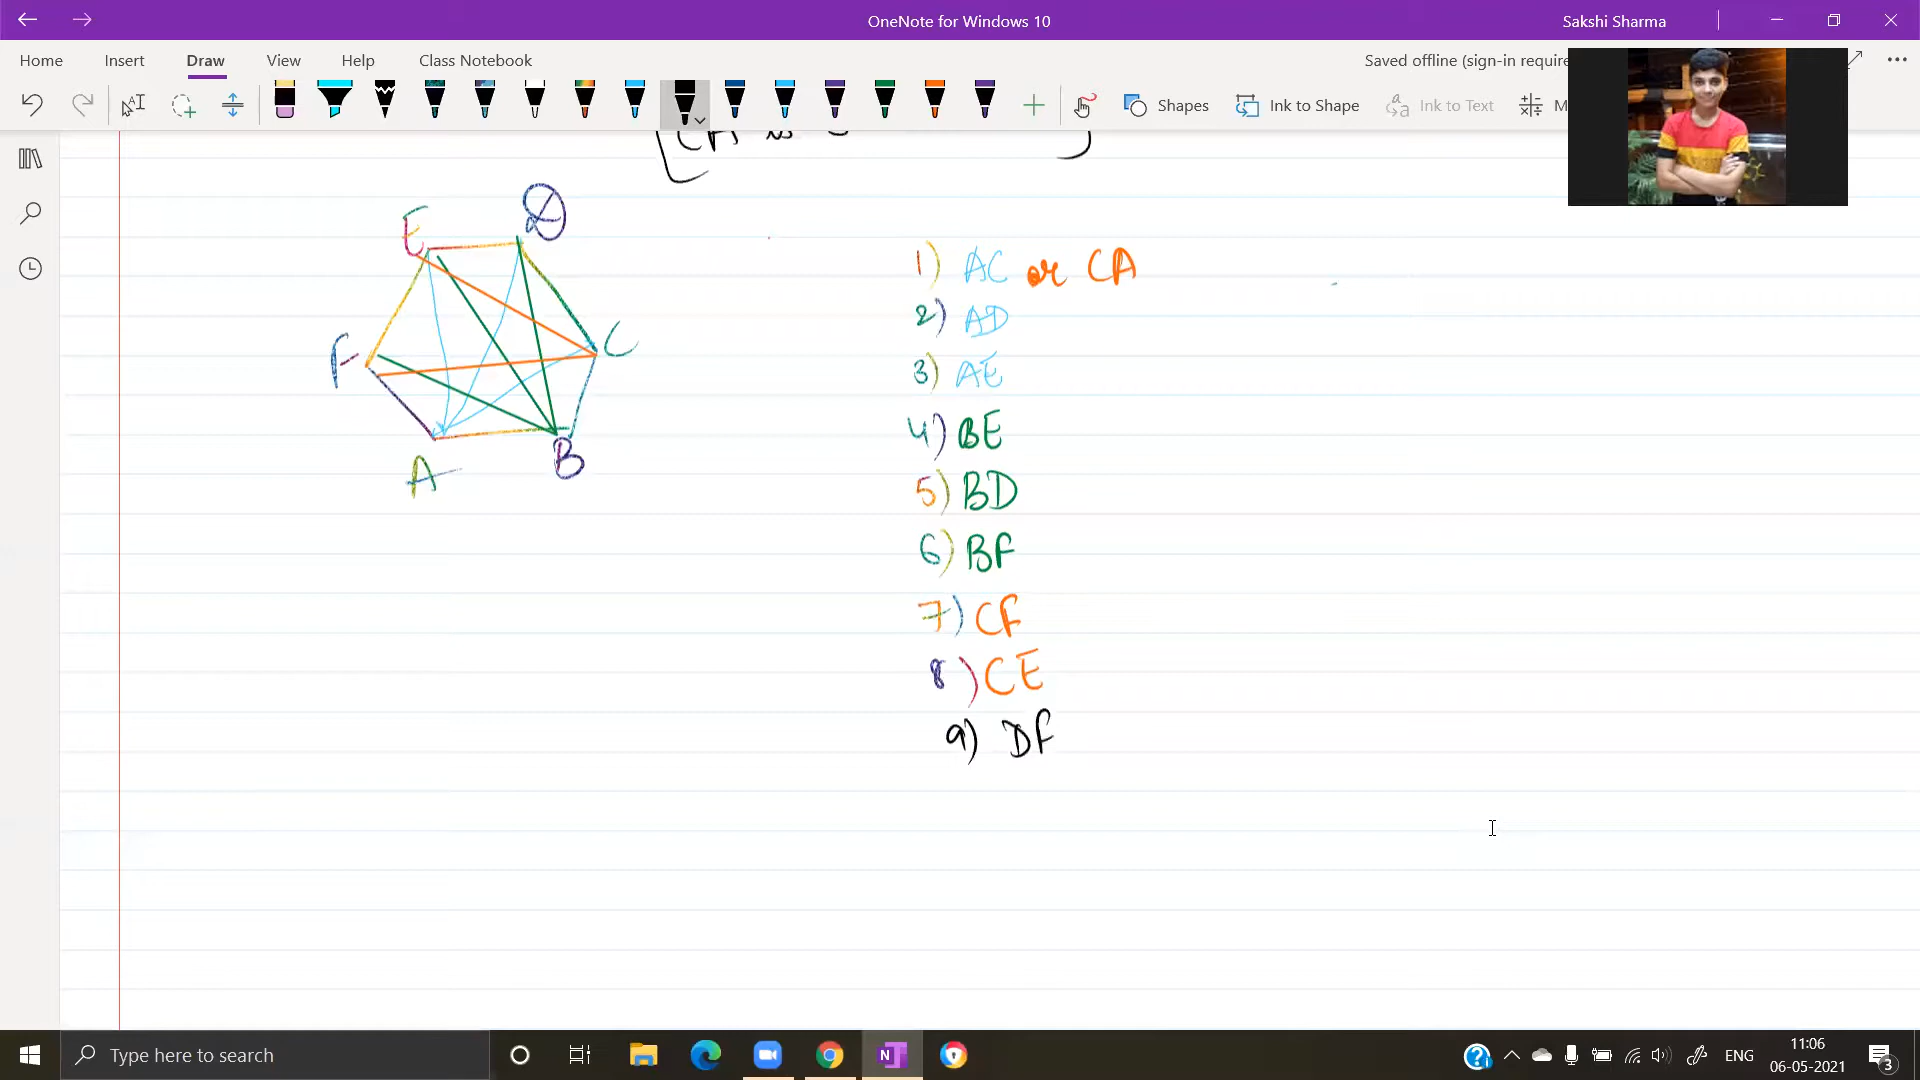 OneNote for Windows 10
Sakshi Sharma
Home Insert Draw View Help Class Notebook
Saved offline (sign-in require
Shapes Ink to Shape Ink to Text M
E D
C
F
A B
1) AC or CA
2) AD
3) AE
4) BE
5) BD
6) BF
7) CF
8) CE
9) DF
Type here to search
ENG
11:06
06-05-2021
3